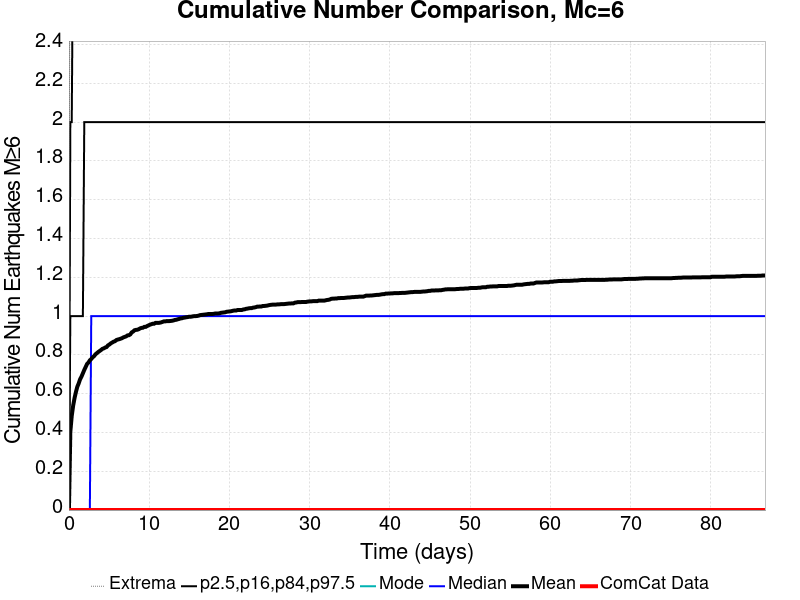 Cumulative Number Comparison, Mc=6
Cumulative Num Earthquakes M≥6
2.4
2.2
2
1.8
1.6
1.4
1.2
1
0.8
0.6
0.4
0.2
0
0 10 20 30 40 50 60 70 80
Time (days)
Extrema p2.5,p16,p84,p97.5 Mode Median Mean ComCat Data